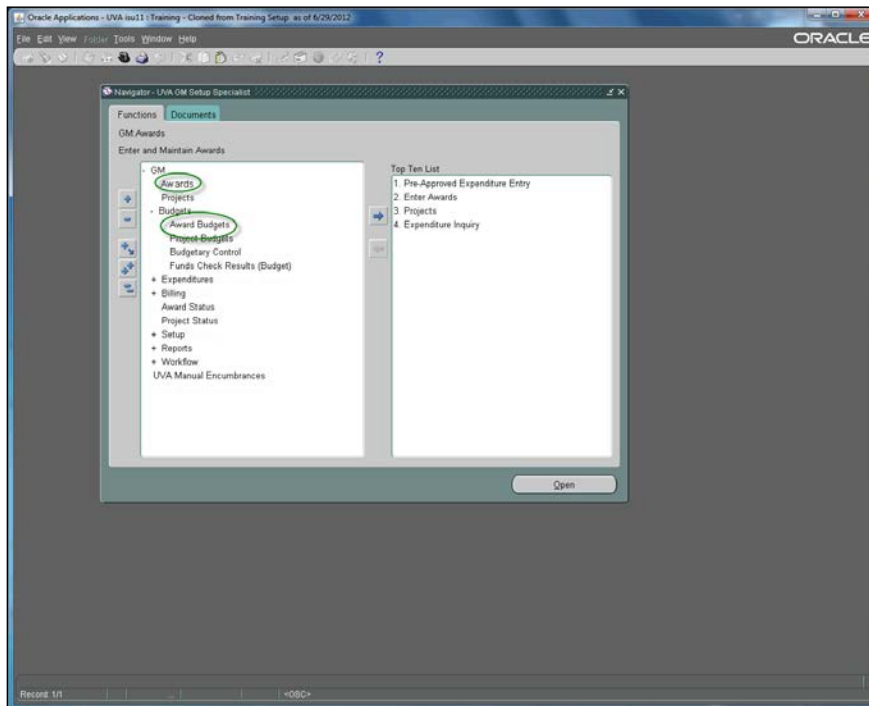 Oracle Applications - UVA isu11 : Training - Cloned from Training Setup as of 6/29/2012
File Edit View Folder Tools Window Help
ORACLE
Navigator - UVA GM Setup Specialist
Functions Documents
GM Awards
Enter and Maintain Awards
- GM
Awards
Projects
- Budgets
Award Budgets
Project Budgets
Budgetary Control
Funds Check Results (Budget)
+ Expenditures
+ Billing
Award Status
Project Status
+ Setup
+ Reports
+ Workflow
UVA Manual Encumbrances
Top Ten List
1. Pre-Approved Expenditure Entry
2. Enter Awards
3. Projects
4. Expenditure Inquiry
Open
Record: 1/1 ... <OSC>